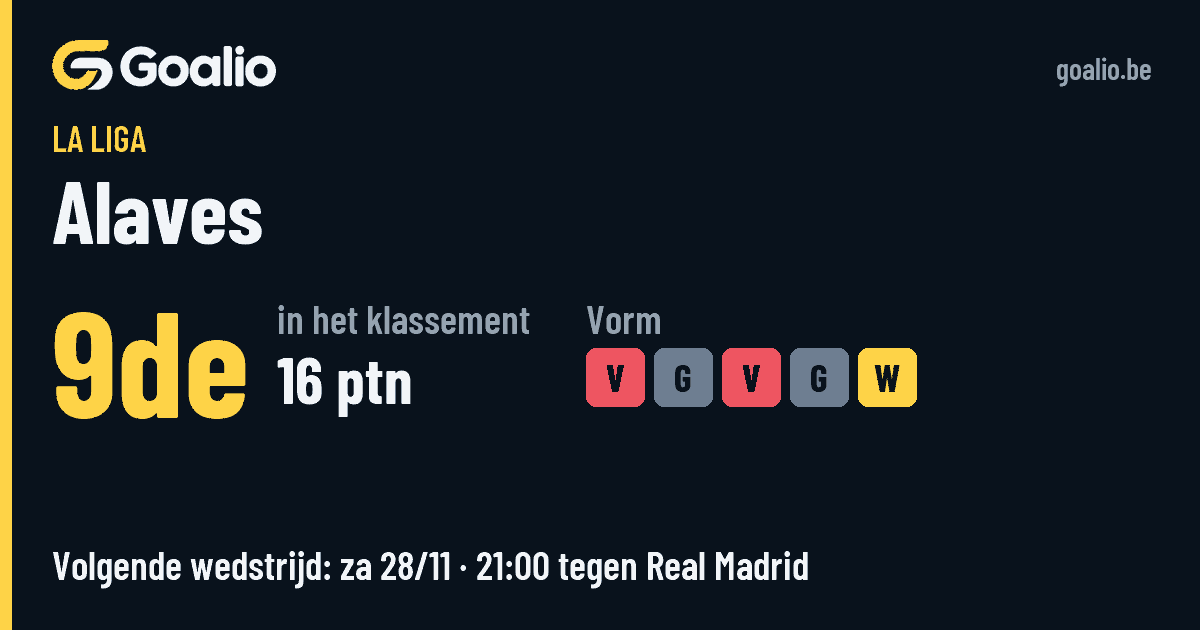 Goalio
goalio.be
LA LIGA
Alaves
9de
in het klassement
16 ptn
Vorm
V G V G W
Volgende wedstrijd: za 28/11 · 21:00 tegen Real Madrid